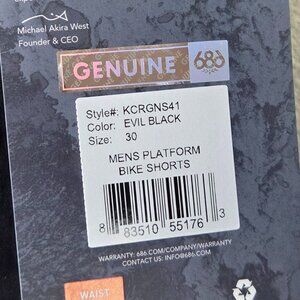 Michael Akira West
Founder & CEO
GENUINE
686
Style#: KCRGNS41
Color: EVIL BLACK
Size: 30
MENS PLATFORM
BIKE SHORTS
8 83510 55176 3
WARRANTY: 686.COM/COMPANY/WARRANTY
CONTACT US: INFO@686.COM
WAIST